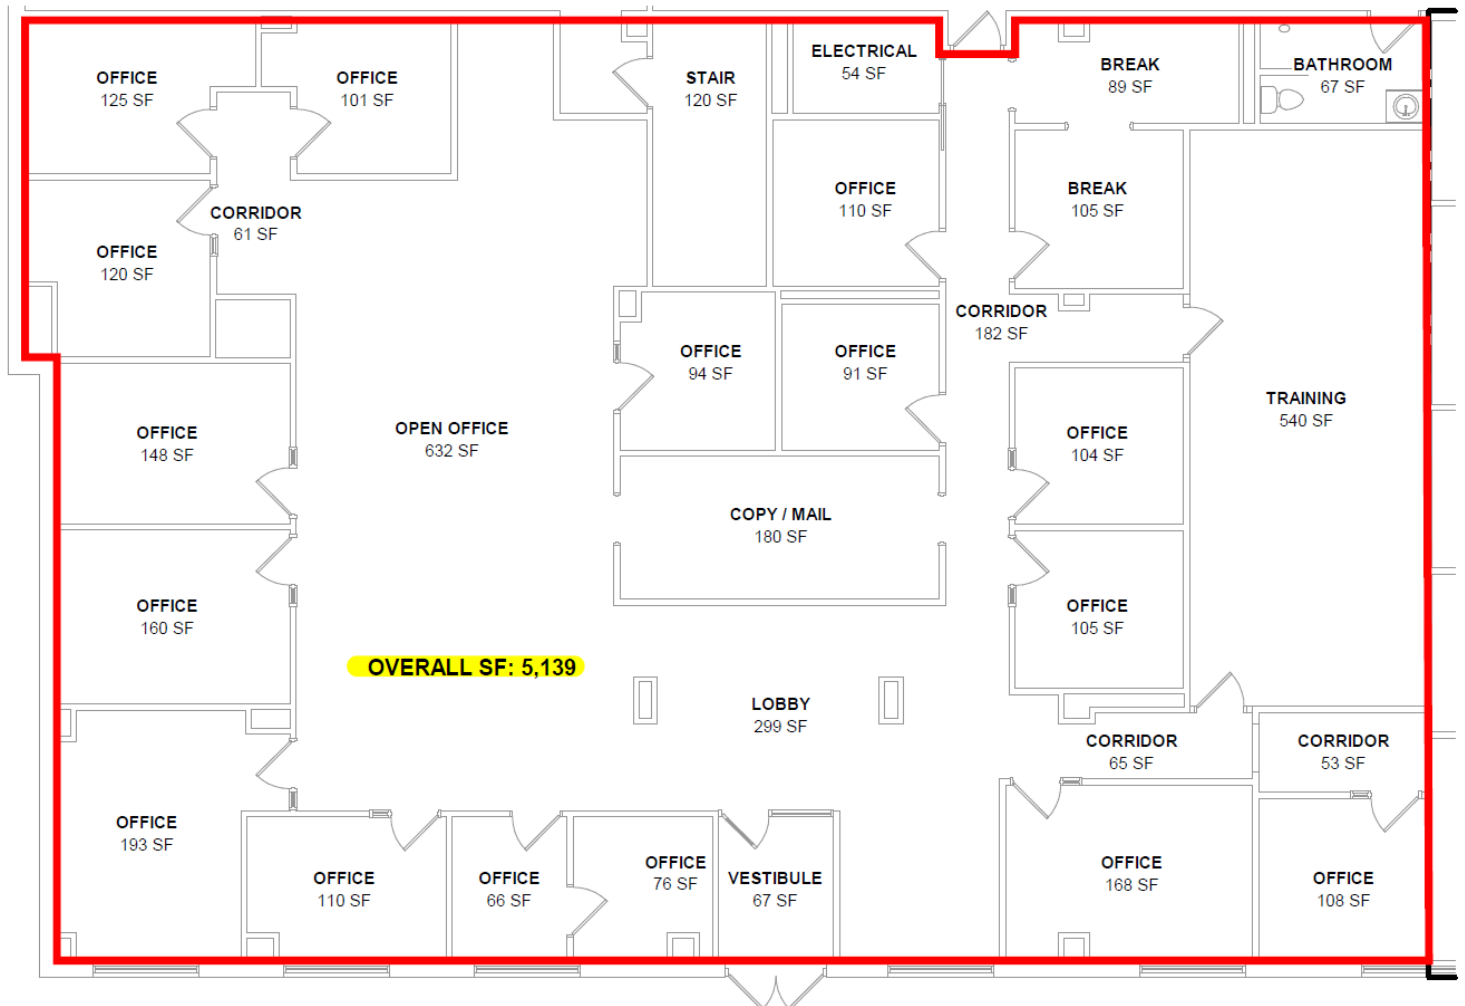 OFFICE
125 SF
OFFICE
101 SF
STAIR
120 SF
ELECTRICAL
54 SF
BREAK
89 SF
BATHROOM
67 SF
OFFICE
110 SF
BREAK
105 SF
CORRIDOR
61 SF
OFFICE
120 SF
CORRIDOR
182 SF
OFFICE
94 SF
OFFICE
91 SF
TRAINING
540 SF
OPEN OFFICE
632 SF
OFFICE
148 SF
OFFICE
104 SF
COPY / MAIL
180 SF
OFFICE
160 SF
OFFICE
105 SF
OVERALL SF: 5,139
LOBBY
299 SF
CORRIDOR
65 SF
CORRIDOR
53 SF
OFFICE
193 SF
OFFICE
110 SF
OFFICE
66 SF
OFFICE
76 SF
VESTIBULE
67 SF
OFFICE
168 SF
OFFICE
108 SF